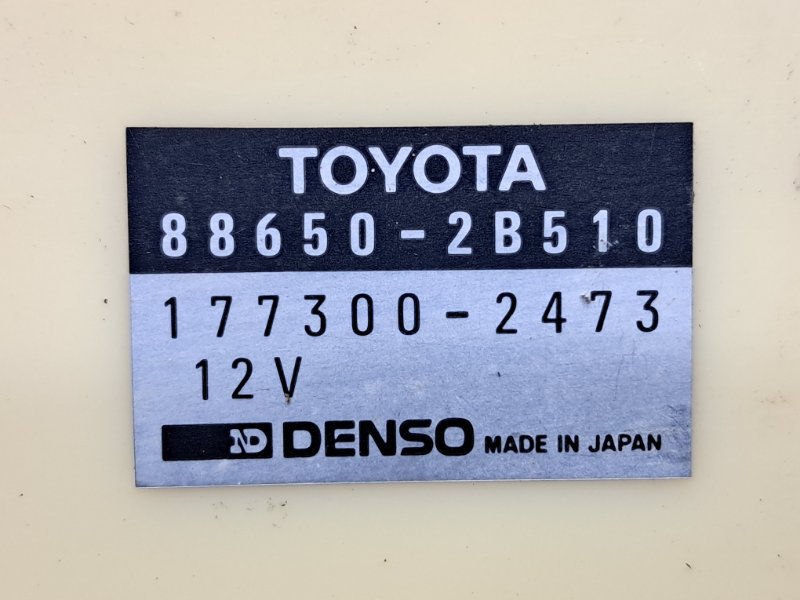 TOYOTA
88650-2B510
177300-2473
12V
ND DENSO MADE IN JAPAN